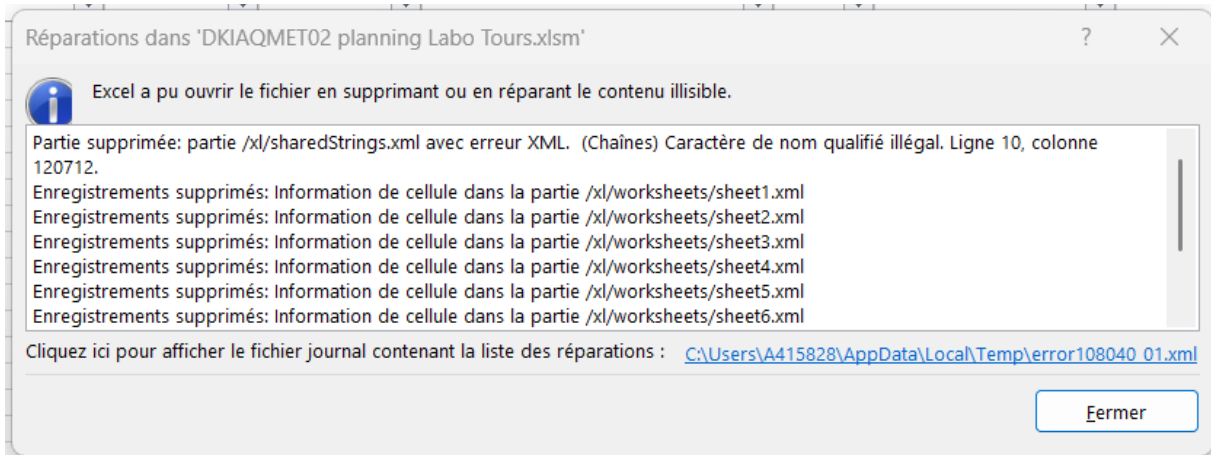 Réparations dans 'DKIAQMET02 planning Labo Tours.xlsm'
Excel a pu ouvrir le fichier en supprimant ou en réparant le contenu illisible.
Partie supprimée: partie /xl/sharedStrings.xml avec erreur XML.  (Chaînes) Caractère de nom qualifié illégal. Ligne 10, colonne
120712.
Enregistrements supprimés: Information de cellule dans la partie /xl/worksheets/sheet1.xml
Enregistrements supprimés: Information de cellule dans la partie /xl/worksheets/sheet2.xml
Enregistrements supprimés: Information de cellule dans la partie /xl/worksheets/sheet3.xml
Enregistrements supprimés: Information de cellule dans la partie /xl/worksheets/sheet4.xml
Enregistrements supprimés: Information de cellule dans la partie /xl/worksheets/sheet5.xml
Enregistrements supprimés: Information de cellule dans la partie /xl/worksheets/sheet6.xml
Cliquez ici pour afficher le fichier journal contenant la liste des réparations : C:\Users\A415828\AppData\Local\Temp\error108040_01.xml
Fermer